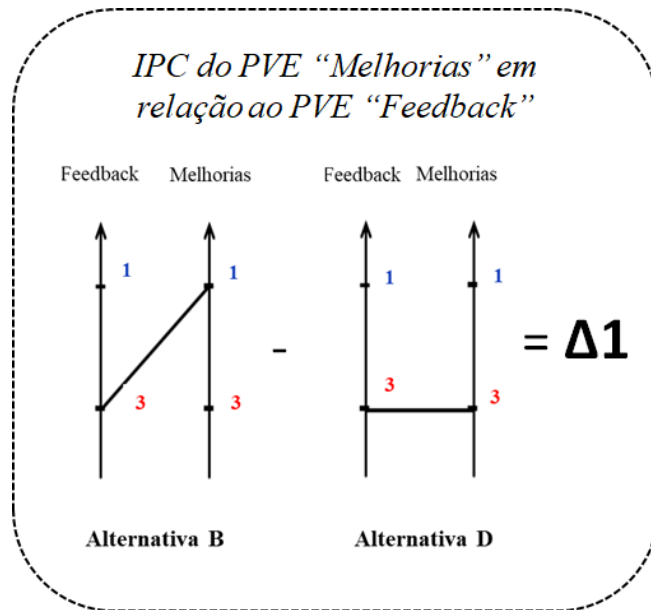 IPC do PVE “Melhorias” em
relação ao PVE “Feedback”
Feedback Melhorias
Feedback Melhorias
1 1
1 1
- = Δ1
3 3
3 3
Alternativa B
Alternativa D